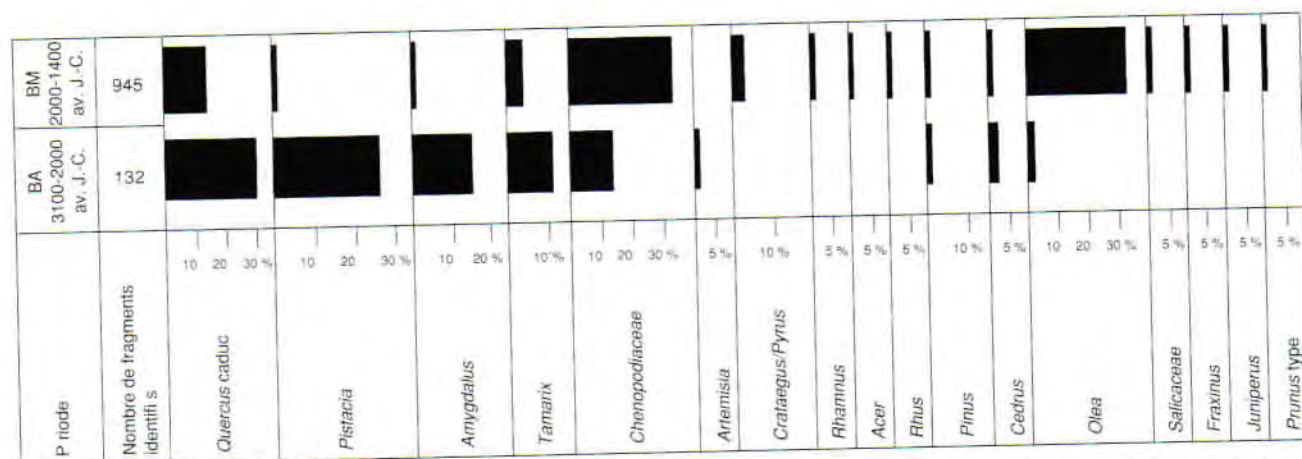 BM
2000-1400
av. J.-C.
945
BA
3100-2000
av. J.-C.
132
10 20 30 %
10 20 %
10 20 %
10 %
10 20 30 %
5 %
10 %
5 %
5 %
5 %
10 %
5 %
10 20 30 %
5 %
5 %
5 %
5 %
P riode
Nombre de fragments
identifi s
Quercus caduc
Pistacia
Amygdalus
Tamarix
Chenopodiaceae
Artemisia
Crataegus/Pyrus
Rhamnus
Acer
Rhus
Pinus
Cedrus
Olea
Salicaceae
Fraxinus
Juniperus
Prunus type